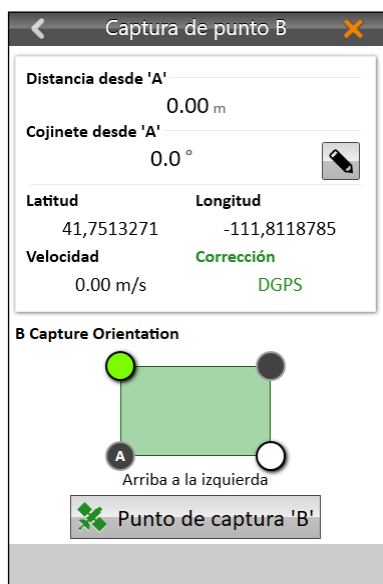 Captura de punto B
Distancia desde 'A'
0.00 m
Cojinete desde 'A'
0.0 °
Latitud Longitud
41,7513271 -111,8118785
Velocidad Corrección
0.00 m/s DGPS
B Capture Orientation
A
Arriba a la izquierda
Punto de captura 'B'